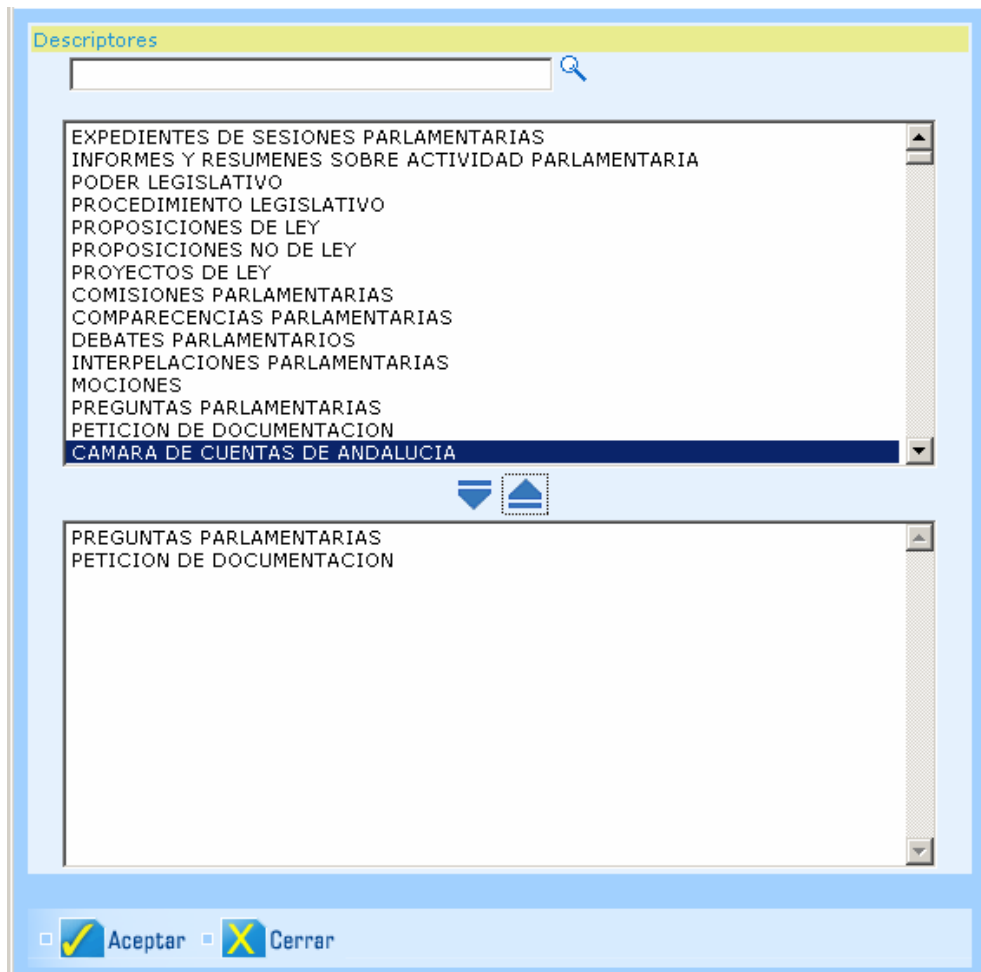 Descriptores
EXPEDIENTES DE SESIONES PARLAMENTARIAS
INFORMES Y RESUMENES SOBRE ACTIVIDAD PARLAMENTARIA
PODER LEGISLATIVO
PROCEDIMIENTO LEGISLATIVO
PROPOSICIONES DE LEY
PROPOSICIONES NO DE LEY
PROYECTOS DE LEY
COMISIONES PARLAMENTARIAS
COMPARECENCIAS PARLAMENTARIAS
DEBATES PARLAMENTARIOS
INTERPELACIONES PARLAMENTARIAS
MOCIONES
PREGUNTAS PARLAMENTARIAS
PETICION DE DOCUMENTACION
CAMARA DE CUENTAS DE ANDALUCIA
PREGUNTAS PARLAMENTARIAS
PETICION DE DOCUMENTACION
Aceptar Cerrar